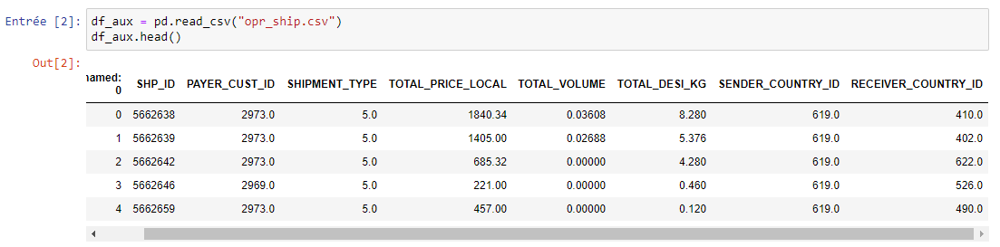 Entrée [2]: df_aux = pd.read_csv("opr_ship.csv")
df_aux.head()
Out[2]:
named: 0 SHP_ID PAYER_CUST_ID SHIPMENT_TYPE TOTAL_PRICE_LOCAL TOTAL_VOLUME TOTAL_DESI_KG SENDER_COUNTRY_ID RECEIVER_COUNTRY_ID
0 5662638 2973.0 5.0 1840.34 0.03608 8.280 619.0 410.0
1 5662639 2973.0 5.0 1405.00 0.02688 5.376 619.0 402.0
2 5662642 2973.0 5.0 685.32 0.00000 4.280 619.0 622.0
3 5662646 2969.0 5.0 221.00 0.00000 0.460 619.0 526.0
4 5662659 2973.0 5.0 457.00 0.00000 0.120 619.0 490.0